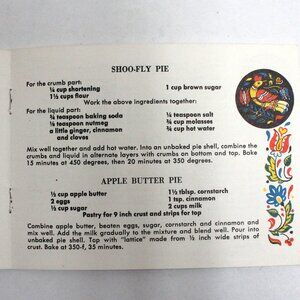 SHOO-FLY PIE
For the crumb part:
¼ cup shortening 1 cup brown sugar
1½ cups flour
Work the above ingredients together:
For the liquid part:
¾ teaspoon baking soda ¼ teaspoon salt
⅛ teaspoon nutmeg ¾ cup molasses
a little ginger, cinnamon ¾ cup hot water
and cloves
Mix well together and add hot water. Into an unbaked pie shell, combine the
crumbs and liquid in alternate layers with crumbs on bottom and top. Bake
15 minutes at 450 degrees, then 20 minutes at 350 degrees.
APPLE BUTTER PIE
½ cup apple butter 1½ tblsp. cornstarch
2 eggs 1 tsp. cinnamon
½ cup sugar 2 cups milk
Pastry for 9 inch crust and strips for top
Combine apple butter, beaten eggs, sugar, cornstarch and cinnamon and
mix well. Add the milk gradually to the mixture and blend well. Pour into
unbaked pie shell. Top with "lattice" made from ½ inch wide strips of
crust. Bake at 350-f, 35 minutes.